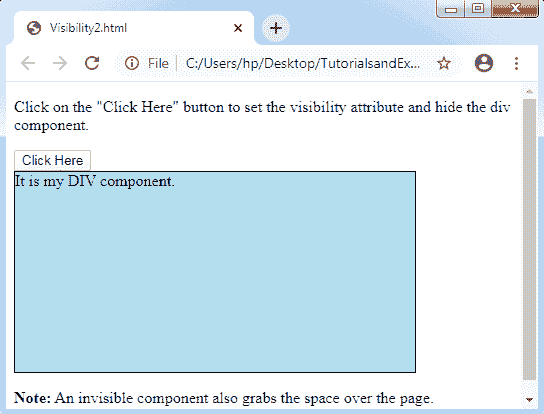 Visibility2.html
File
C:/Users/hp/Desktop/TutorialsandEx...
Click on the "Click Here" button to set the visibility attribute and hide the div
component.
Click Here
It is my DIV component.
Note: An invisible component also grabs the space over the page.